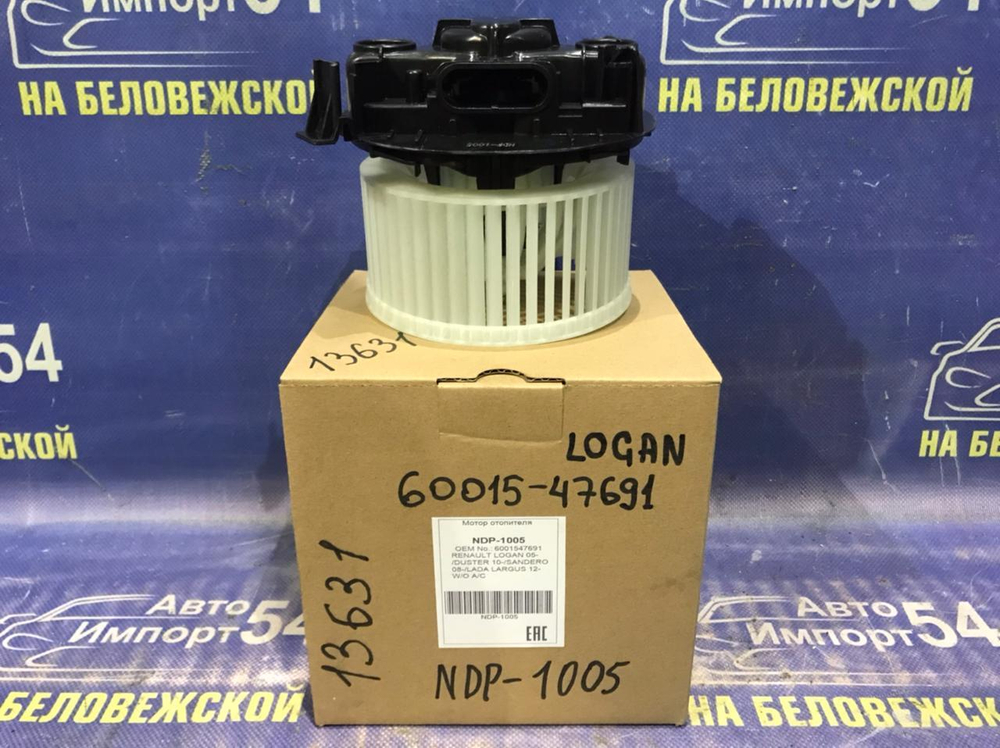 Импорт54
Импорт54
НА БЕЛОВЕЖСКОЙ
НА БЕЛОВЕЖСКОЙ
54
СКОЙ
НА БЕ
13631
LOGAN
60015-47691
Мотор отопителя
NDP-1005
OEM No.: 6001547691
RENAULT LOGAN 05-
/DUSTER 10-/SANDERO
08-/LADA LARGUS 12-
W/O A/C
NDP-1005
EAC
13631
NDP-1005
Авто
Импорт54
Авто
Импорт54
БЕЛОВЕЖСКОЙ
НА БЕЛОВЕЖСКОЙ